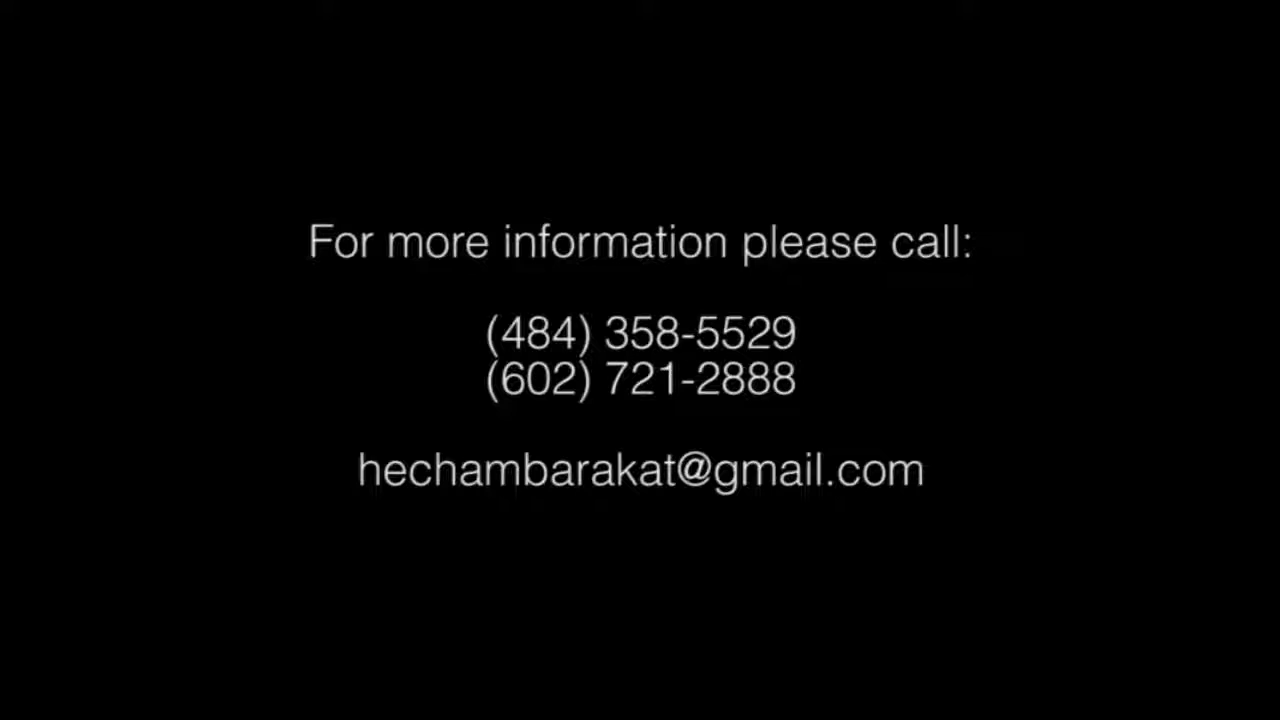 For more information please call:
(484) 358-5529
(602) 721-2888
hechambarakat@gmail.com